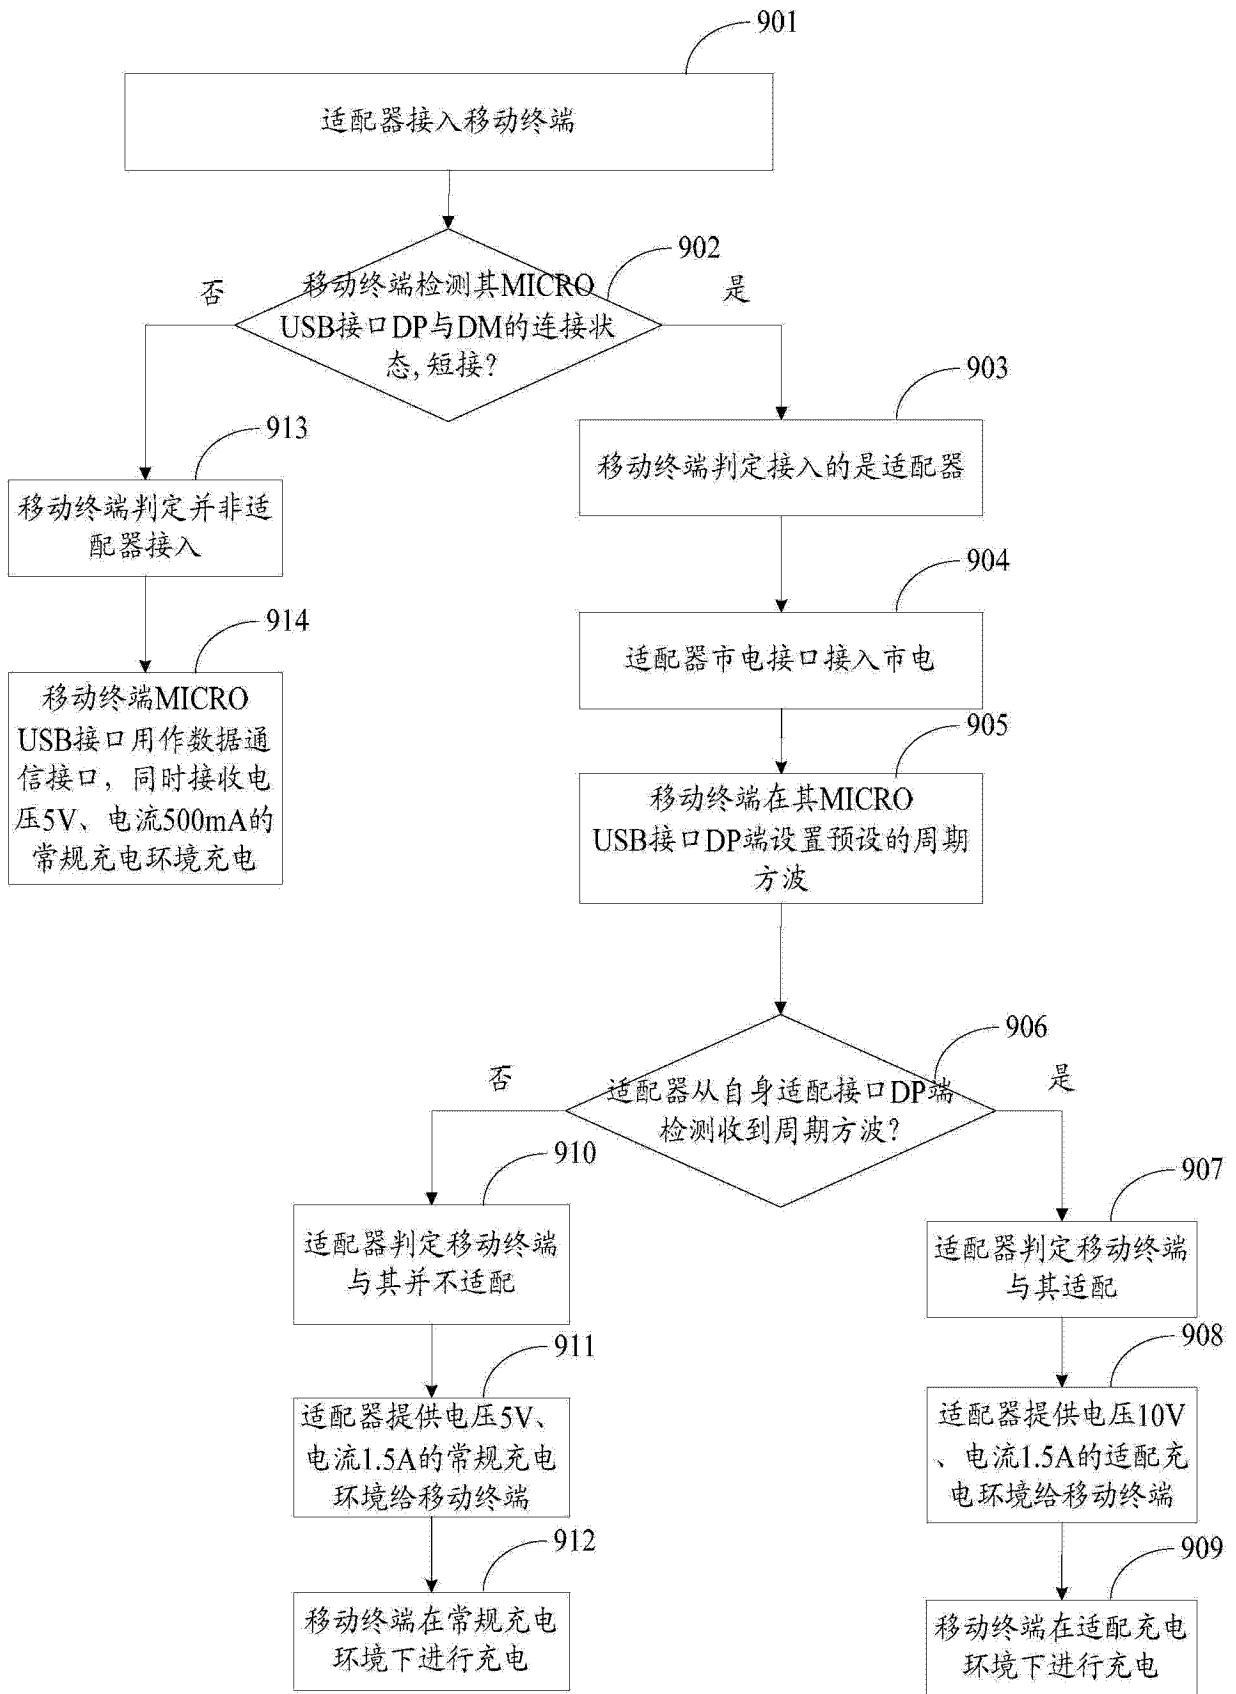 901
适配器接入移动终端
902
否
是
移动终端检测其MICRO
USB接口DP与DM的连接状
态,短接?
903
移动终端判定接入的是适配器
913
移动终端判定并非适
配器接入
904
适配器市电接口接入市电
914
移动终端MICRO
USB接口用作数据通
信接口，同时接收电
压5V、电流500mA的
常规充电环境充电
905
移动终端在其MICRO
USB接口DP端设置预设的周期
方波
906
否
是
适配器从自身适配接口DP端
检测收到周期方波?
910
适配器判定移动终端
与其并不适配
907
适配器判定移动终端
与其适配
911
适配器提供电压5V、
电流1.5A的常规充电
环境给移动终端
908
适配器提供电压10V
、电流1.5A的适配充
电环境给移动终端
912
移动终端在常规充电
环境下进行充电
909
移动终端在适配充电
环境下进行充电